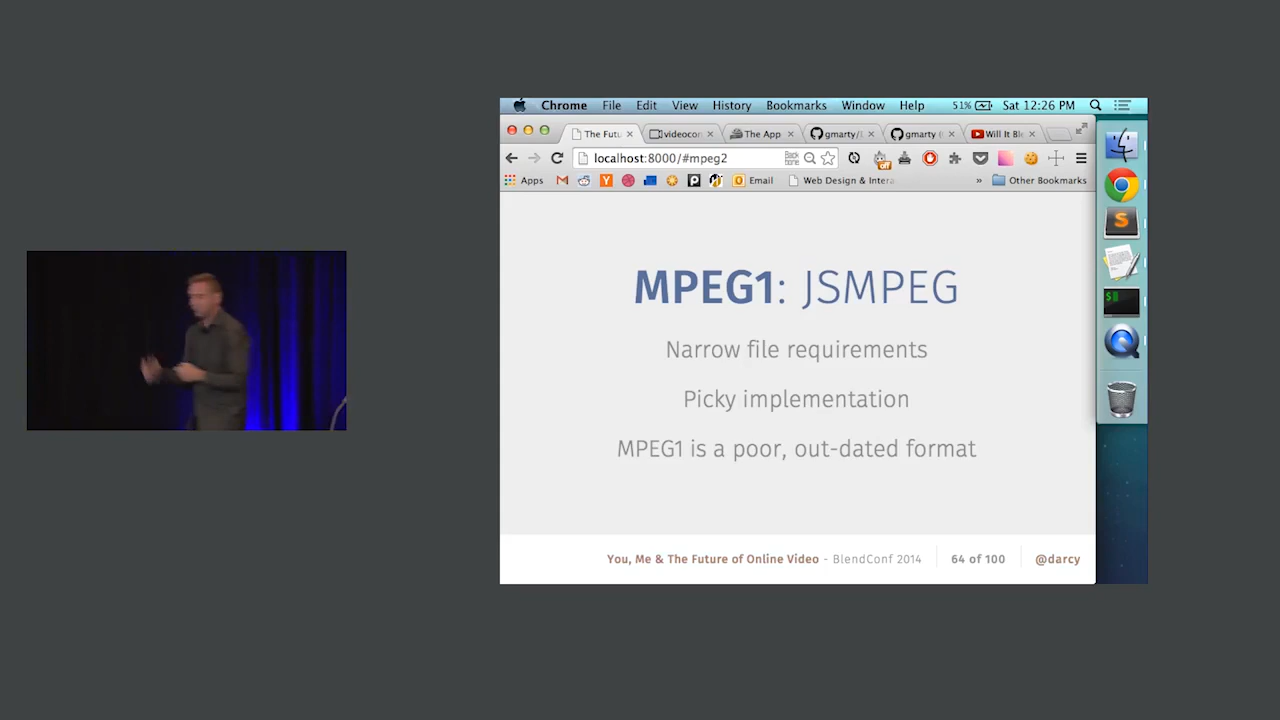 Chrome File Edit View History Bookmarks Window Help 51% Sat 12:26 PM
The Futu videocor The App gmarty/ gmarty Will It Ble
localhost:8000/#mpeg2
Apps Email Web Design & Intera » Other Bookmarks
MPEG1: JSMPEG
Narrow file requirements
Picky implementation
MPEG1 is a poor, out-dated format
You, Me & The Future of Online Video - BlendConf 2014 64 of 100 @darcy